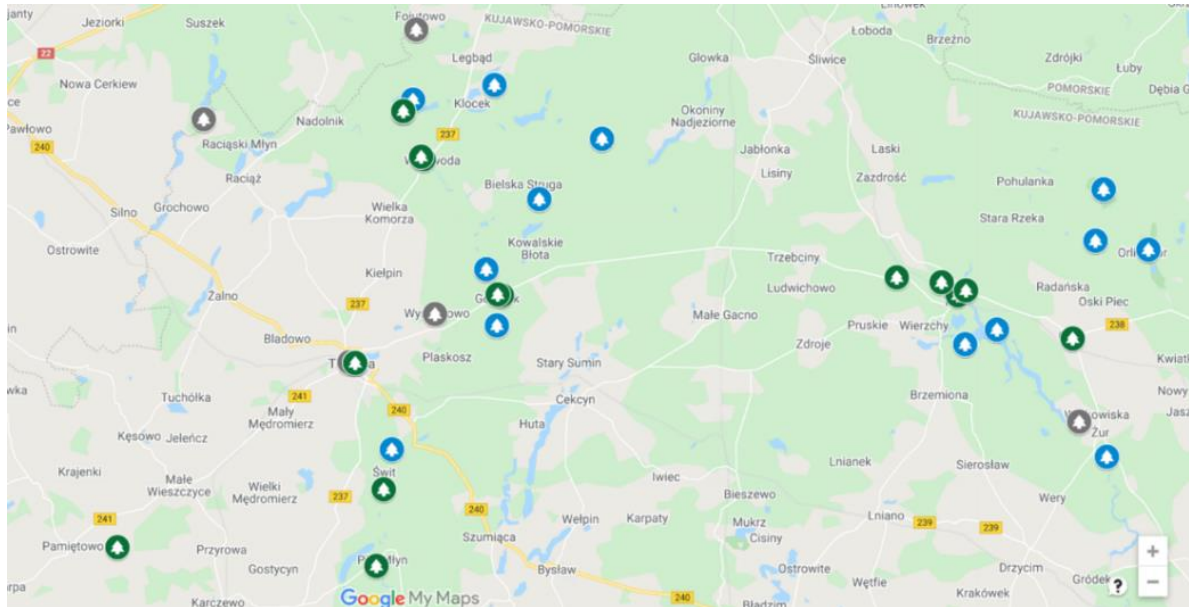 Jeziorki
Suszek
KUJAWSKO-POMORSKIE
Łoboda
Brzeźno
22
Legbąd
Glowka
Śliwice
Zdrójki
Łuby
Nowa Cerkiew
POMORSKIE
Dębia G
Klocek
Okoniny
Nadjeziorne
KUJAWSKO-POMORSKIE
Pawłowo
Nadolnik
237
240
Raciąski Młyn
Jabłonka
Laski
Lisiny
Raciąż
Bielska Struga
Zazdrość
Pohulanka
Silno
Grochowo
Wielka
Komorza
Stara Rzeka
Ostrowite
Kowalskie
Błota
Trzebciny
Kiełpin
Radańska
Żalno
237
Ludwichowo
Oski Piec
Małe Gacno
Pruskie
Wierzchy
238
Bladowo
Zdroje
Plaskosz
Stary Sumin
Kwiat
Tuchółka
241
Mały
Mędromierz
240
Cekcyn
Brzemiona
Nowy
Jasz
Kęsowo
Jeleńcz
Huta
Żur
Krajenki
Świt
Lnianek
Sierosław
Małe
Wieszczyce
Wielki
Mędromierz
237
Iwiec
Bieszewo
Wery
241
240
Wełpin
Karpaty
Mukrz
Lniano
239
239
Pamiętowo
Przyrowa
Szumiąca
Cisiny
Gostycyn
Bysław
Ostrowite
Drzycim
Wętfie
Gródek
?
+
−
Google My Maps
Karczewo
240
Bładzim
Krakówek